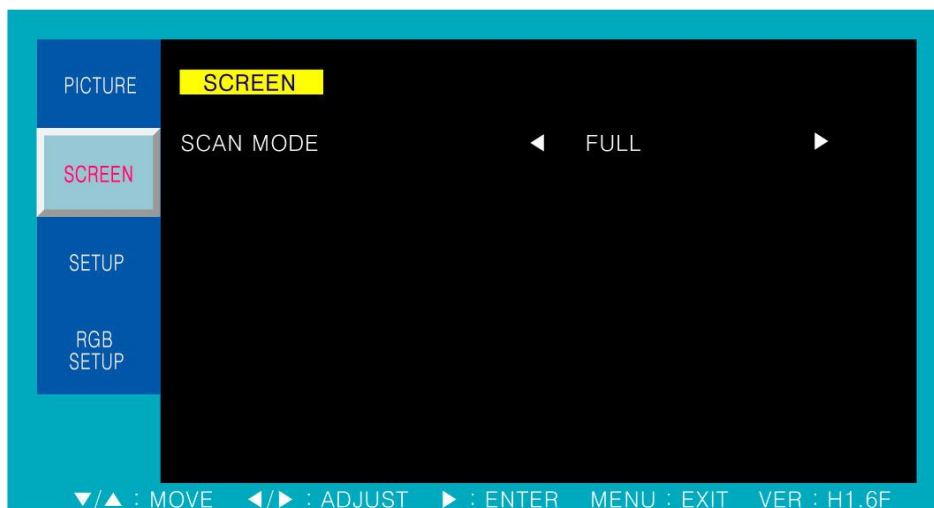 PICTURE
SCREEN
SCAN MODE ◀ FULL ▶
SCREEN
SETUP
RGB
SETUP
▼/▲ : MOVE ◀/▶ : ADJUST ▶ : ENTER MENU : EXIT VER : H1.6F